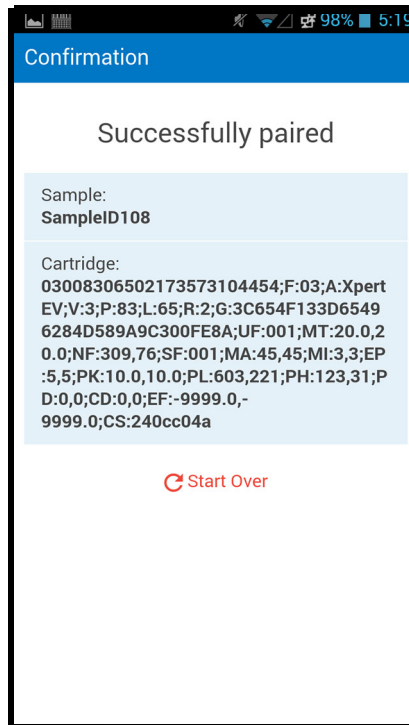 98% 5:19
Confirmation
Successfully paired
Sample:
SampleID108
Cartridge:
03008306502173573104454;F:03;A:Xpert
EV;V:3;P:83;L:65;R:2;G:3C654F133D6549
6284D589A9C300FE8A;UF:001;MT:20.0,2
0.0;NF:309,76;SF:001;MA:45,45;MI:3,3;EP
:5,5;PK:10.0,10.0;PL:603,221;PH:123,31;P
D:0,0;CD:0,0;EF:-9999.0,-
9999.0;CS:240cc04a
Start Over